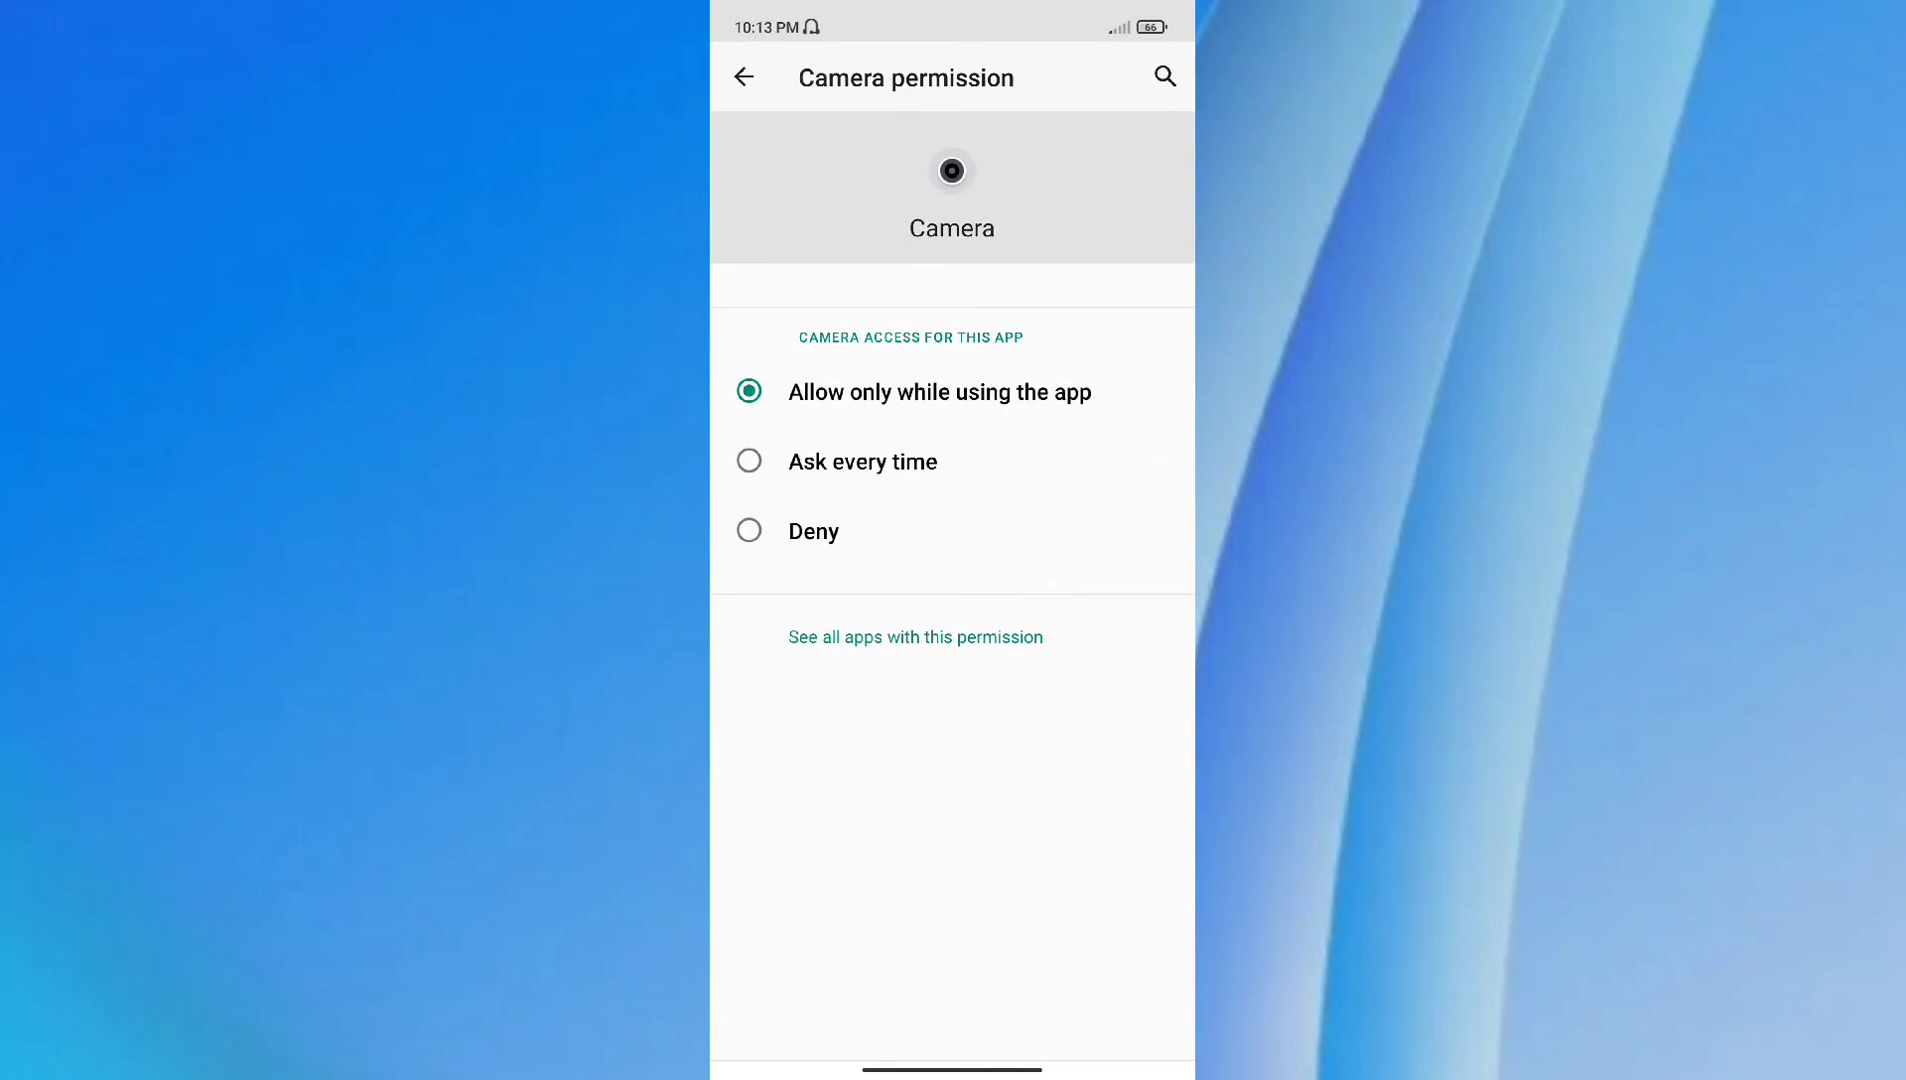 10:13 PM
66
Camera permission
Camera
CAMERA ACCESS FOR THIS APP
Allow only while using the app
Ask every time
Deny
See all apps with this permission